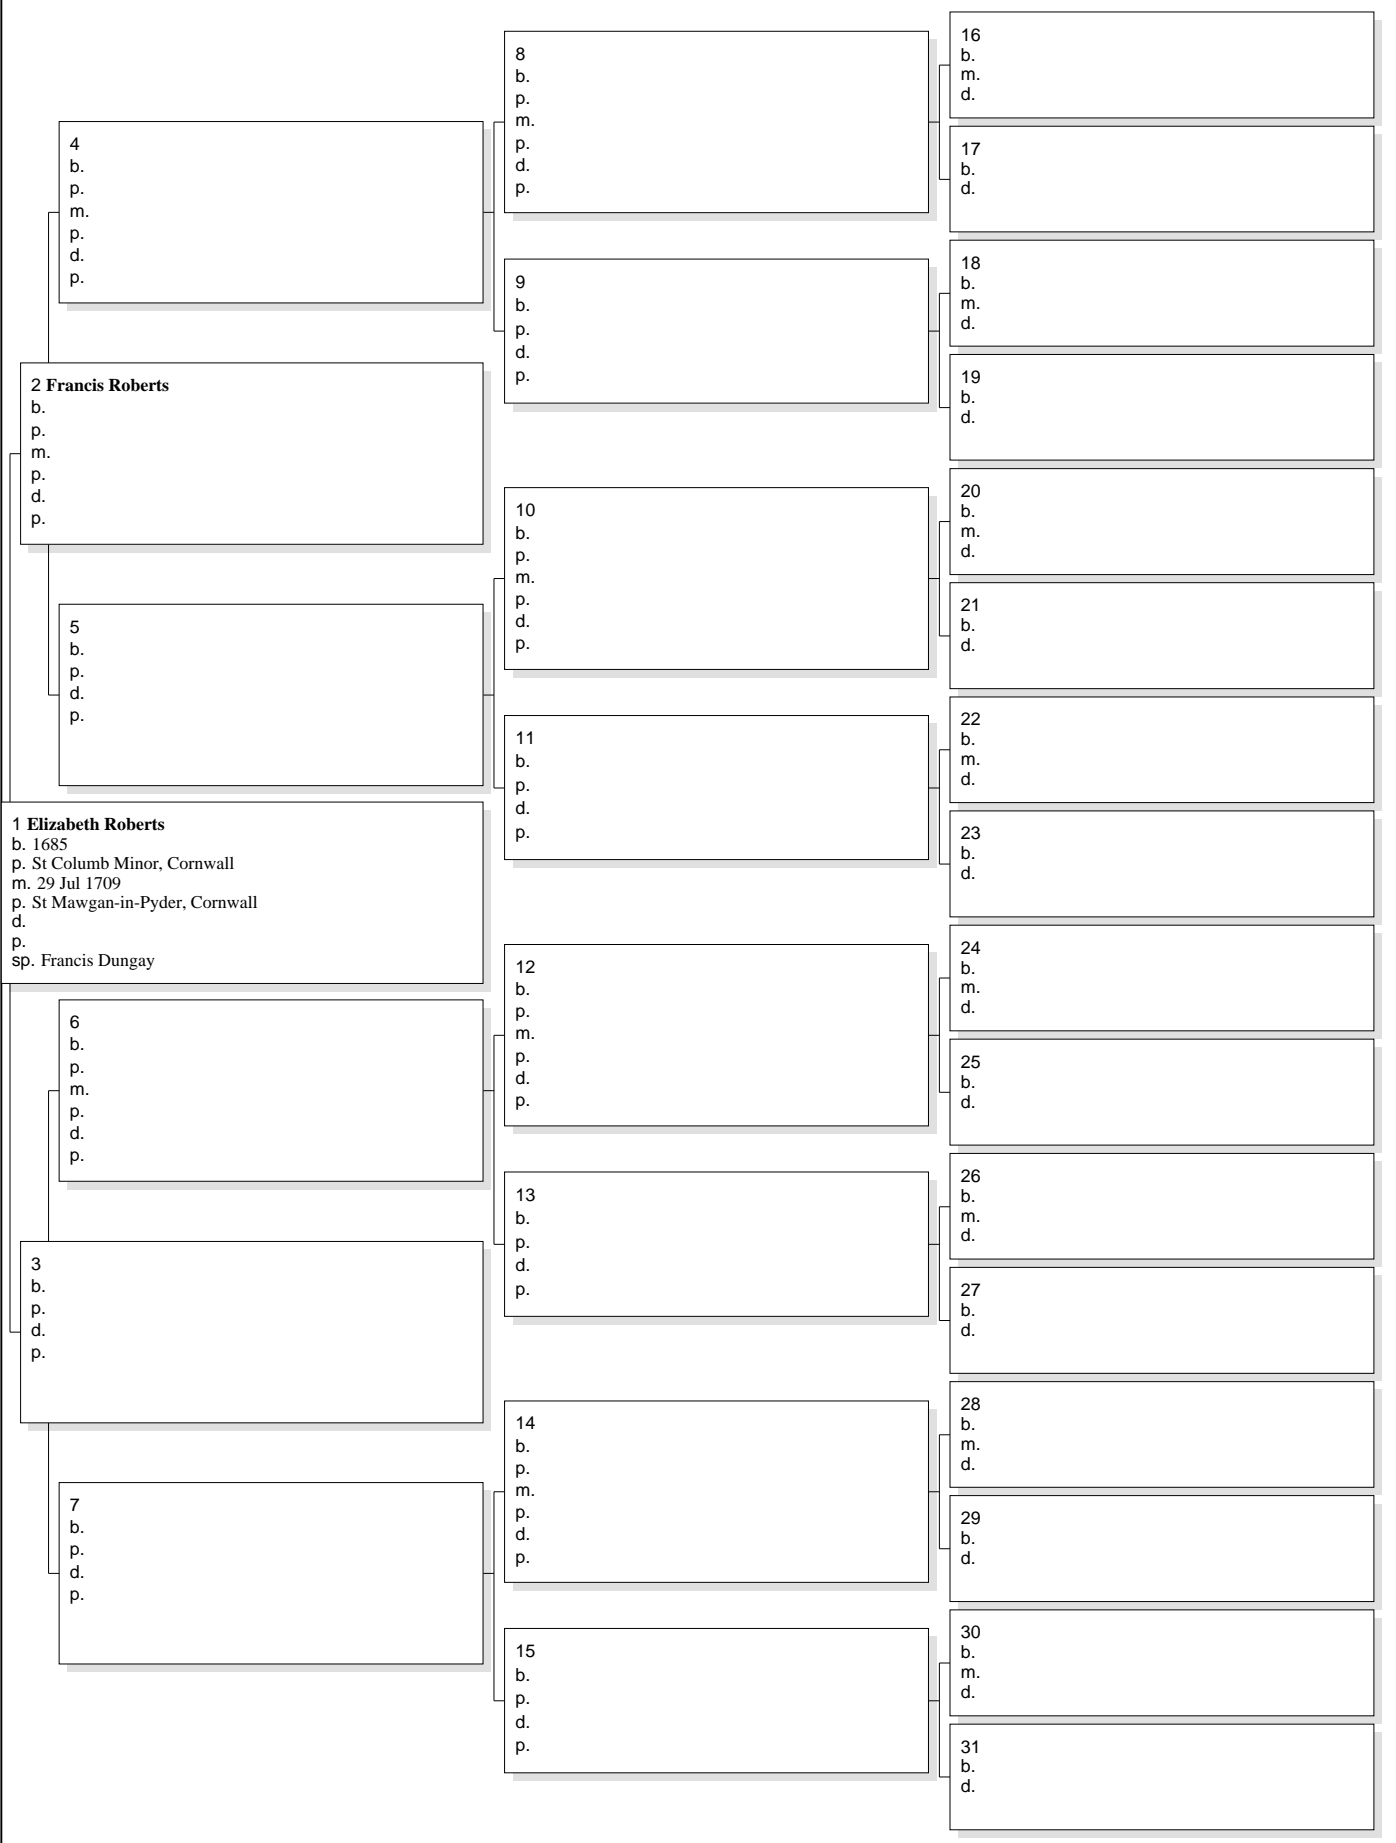 4
b.
p.
m.
p.
d.
p.
2 Francis Roberts
b.
p.
m.
p.
d.
p.
5
b.
p.
d.
p.
1 Elizabeth Roberts
b. 1685
p. St Columb Minor, Cornwall
m. 29 Jul 1709
p. St Mawgan-in-Pyder, Cornwall
d.
p.
sp. Francis Dungay
6
b.
p.
m.
p.
d.
p.
3
b.
p.
d.
p.
7
b.
p.
d.
p.
8
b.
p.
m.
p.
d.
p.
9
b.
p.
d.
p.
10
b.
p.
m.
p.
d.
p.
11
b.
p.
d.
p.
12
b.
p.
m.
p.
d.
p.
13
b.
p.
d.
p.
14
b.
p.
m.
p.
d.
p.
15
b.
p.
d.
p.
16
b.
m.
d.
17
b.
d.
18
b.
m.
d.
19
b.
d.
20
b.
m.
d.
21
b.
d.
22
b.
m.
d.
23
b.
d.
24
b.
m.
d.
25
b.
d.
26
b.
m.
d.
27
b.
d.
28
b.
m.
d.
29
b.
d.
30
b.
m.
d.
31
b.
d.